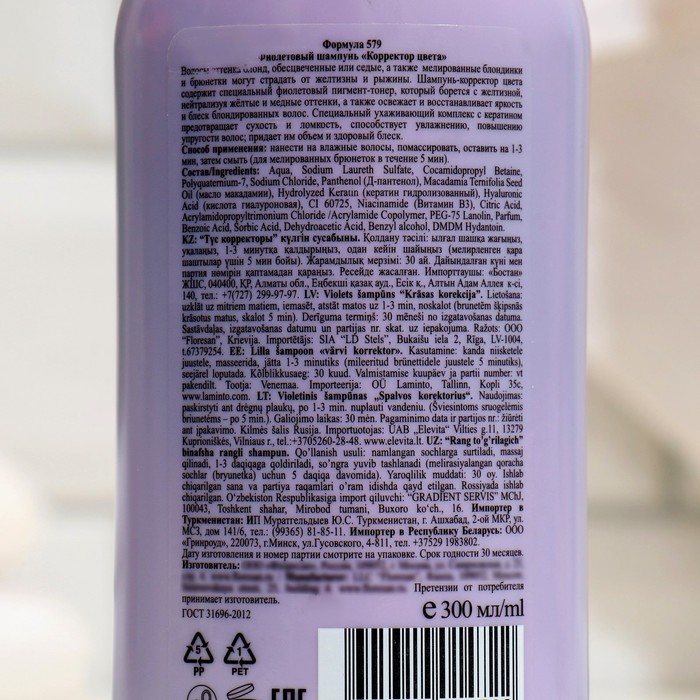 Формула 579
Фиолетовый шампунь «Корректор цвета»
оттенка блонд, обесцвеченные или седые, а также мелированные блондинки
и брюнетки могут страдать от желтизны и рыжины. Шампунь-корректор цвета
содержит специальный фиолетовый пигмент-тонер, который борется с желтизной,
нейтрализуя жёлтые и медные оттенки, а также освежает и восстанавливает яркость
и блеск блондированных волос. Специальный ухаживающий комплекс с кератином
предотвращает сухость и ломкость, способствует увлажнению, повышению
упругости волос; придает им объем и здоровый блеск.
Способ применения: нанести на влажные волосы, помассировать, оставить на 1-3
мин, затем смыть (для мелированных брюнеток в течение 5 мин).
Состав/Ingredients: Aqua, Sodium Laureth Sulfate, Cocamidopropyl Betaine,
Polyquaternium-7, Sodium Chloride, Panthenol (Д-пантенол), Macadamia Ternifolia Seed
Oil (масло макадамии), Hydrolyzed Keratin (кератин гидролизованный), Hyaluronic
Acid (кислота гиалуроновая), CI 60725, Niacinamide (Витамин B3), Citric Acid,
Acrylamidopropyltrimonium Chloride /Acrylamide Copolymer, PEG-75 Lanolin, Parfum,
Benzoic Acid, Sorbic Acid, Dehydroacetic Acid, Benzyl alcohol, DMDM Hydantoin.
KZ: “Түс корректоры” күлгін сусабыны. Қолдану тәсілі: ылғал шашқа жағыңыз,
уқалаңыз, 1-3 минутқа қалдырыңыз, одан кейін шайыңыз (мелирленген қара
шаштылар үшін 5 мин бойы). Жарамдылық мерзімі: 30 ай. Дайындалған күні мен
партия нөмірін қаптамадан қараңыз. Ресейде жасалған. Импорттаушы: «Бостан»
ЖШС, 040400, ҚР, Алматы обл., Еңбекші қазақ ауд., Есік қ., Алтын Адам Аллея к-сі,
140, тел.: +7(727) 299-97-97. LV: Violets šampūns “Krāsas korekcija”. Lietošana:
uzklāt uz mitriem matiem, iemasēt, atstāt matos uz 1-3 min, noskalot (brunetēm šķipsnās
krāsotus matus, skalot 5 min). Derīguma termiņš: 30 mēneši no izgatavošanas datumu.
Sastāvdaļas, izgatavošanas datumu un partijas nr. skat. uz iepakojuma. Ražots: OOO
“Floresan”, Krievija. Importētājs: SIA “LD Stels”, Bukaišu iela 2, Rīga, LV-1004,
t.67379254. EE: Lilla šampoon «värvi korrektor». Kasutamine: kanda niisketele
juustele, masseerida, jätta 1-3 minutiks (mileeritud brünettidele juustele 5 minutiks),
seejärel loputada. Kõlblikkusaeg: 30 kuud. Valmistamise kuupäev ja partii number vt
pakendilt. Tootja: Venemaa. Importeerija: OÜ Laminto, Tallinn, Kopli 35c,
www.laminto.com. LT: Violetinis šampūnas „Spalvos korektorius“. Naudojimas:
paskirstyti ant drėgnų plaukų, po 1-3 min. nuplauti vandeniu. (Šviesintoms sruogelėmis
briunetėms – po 5 min.). Galiojimo laikas: 30 mėn. Pagaminimo data ir partijos nr.: žiūrėti
ant įpakavimo. Kilmės šalis Rusija. Importuotojas: UAB „Elevita“ Vilties g.11, 13279
Kuprioniškės, Vilniaus r., tel.:+3705260-28-48. www.elevita.lt. UZ: “Rang to‘g‘rilagich”
binafsha rangli shampun. Qo’llanish usuli: namlangan sochlarga surtiladi, massaj
qilinadi, 1-3 daqiqaga qoldiriladi, so’ngra yuvib tashlanadi (melirasiyalangan qoracha
sochlar (bryunetka) uchun 5 daqiqa davomida). Yaroqlilik muddati: 30 oy. Ishlab
chiqarilgan sana va partiya raqamlari o’ram idishda qayd etilgan. Rossiyada ishlab
chiqarilgan. O‘zbekiston Respublikasiga import qiluvchi: “GRADIENT SERVIS” MChJ,
100043, Toshkent shahar, Mirobod tumani, Buxoro ko‘ch., 16. Импортер в
Туркменистан: ИП Муратгельдыев Ю.С. Туркменистан, г. Ашхабад, 2-ой МКР, ул.
МСЗ, дом 141/6, тел.: (99365) 81-85-11. Импортер в Республику Беларусь: ООО
«Гринроуд», 220073, г.Минск, ул.Гусовского, 4-811, тел. +37529 1983802.
Дату изготовления и номер партии смотрите на упаковке. Срок годности 30 месяцев.
Изготовитель:
Претензии от потребителя
принимает изготовитель.
ГОСТ 31696-2012
℮ 300 мл/ml
5 1
PP PET
EAC